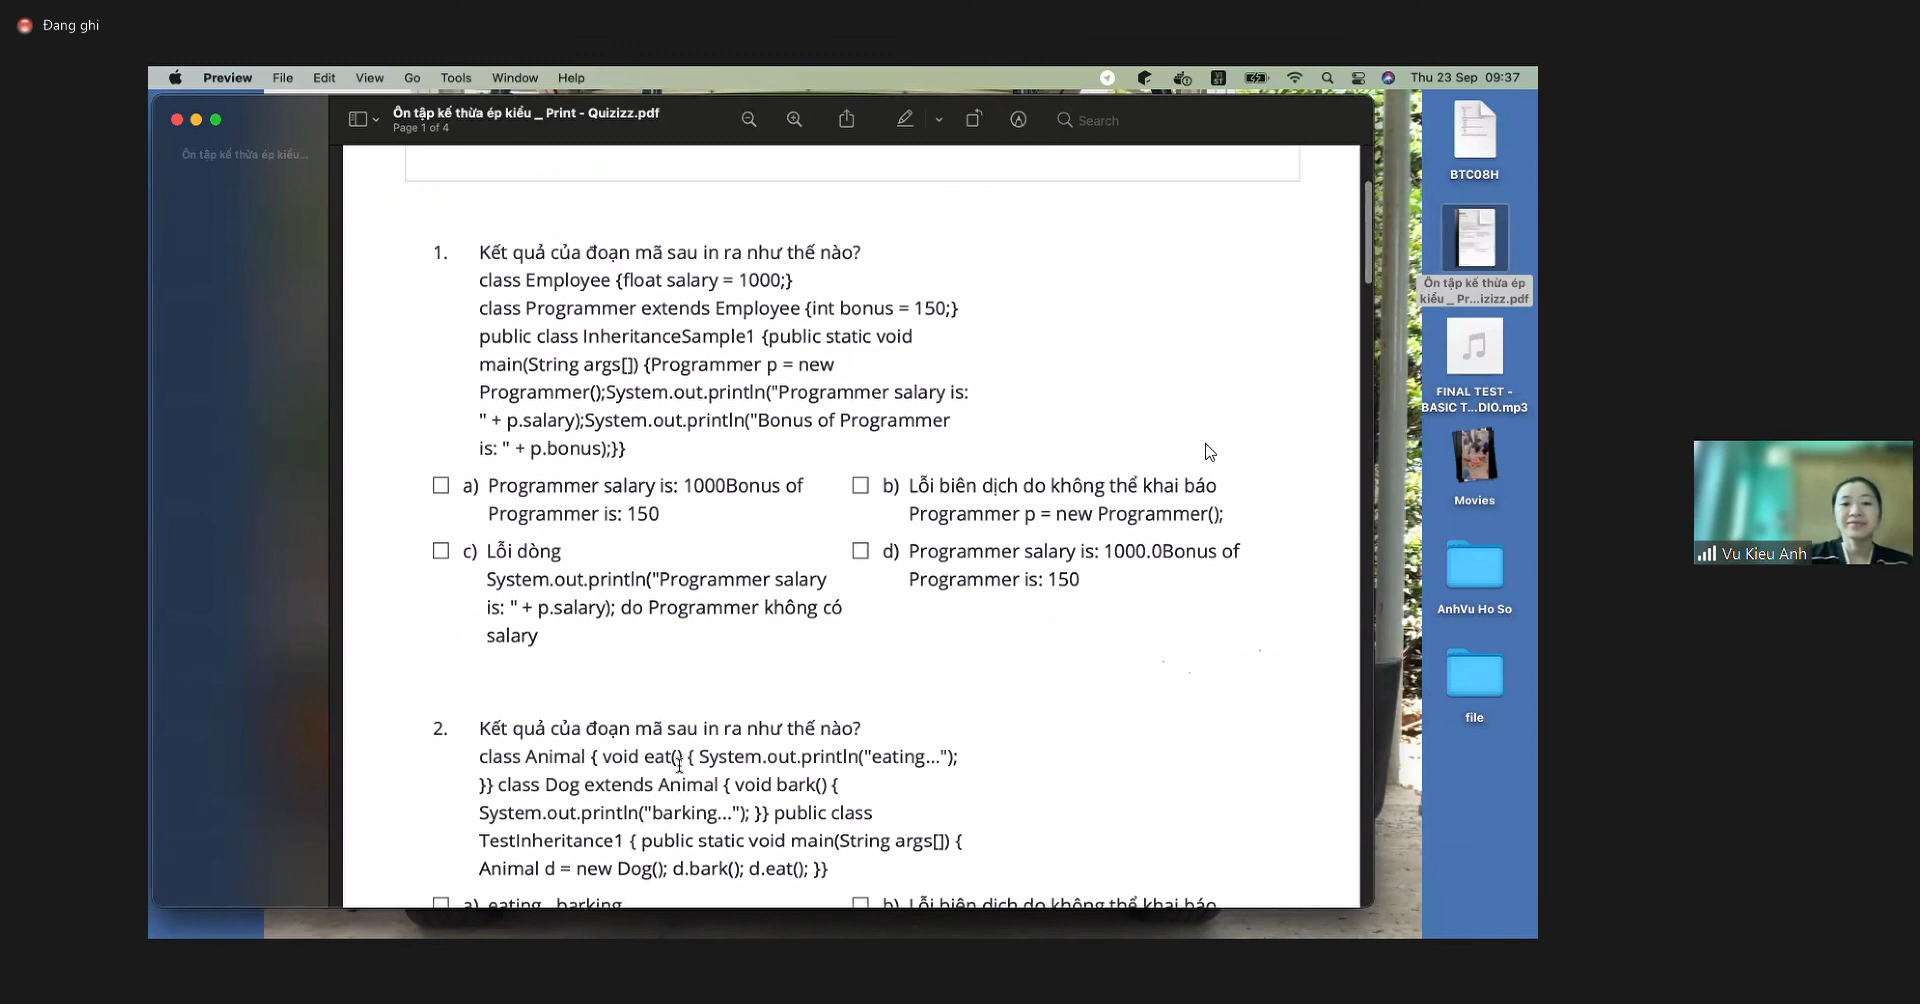 Đang ghi
Preview File Edit View Go Tools Window Help
Thu 23 Sep 09:37
Ôn tập kế thừa ép kiểu _ Print - Quizizz.pdf
Page 1 of 4
Search
Ôn tập kế thừa ép kiểu...
1. Kết quả của đoạn mã sau in ra như thế nào?
class Employee {float salary = 1000;}
class Programmer extends Employee {int bonus = 150;}
public class InheritanceSample1 {public static void
main(String args[]) {Programmer p = new
Programmer();System.out.println("Programmer salary is:
" + p.salary);System.out.println("Bonus of Programmer
is: " + p.bonus);}}
a) Programmer salary is: 1000Bonus of
Programmer is: 150
b) Lỗi biên dịch do không thể khai báo
Programmer p = new Programmer();
c) Lỗi dòng
System.out.println("Programmer salary
is: " + p.salary); do Programmer không có
salary
d) Programmer salary is: 1000.0Bonus of
Programmer is: 150
2. Kết quả của đoạn mã sau in ra như thế nào?
class Animal { void eat() { System.out.println("eating...");
}} class Dog extends Animal { void bark() {
System.out.println("barking..."); }} public class
TestInheritance1 { public static void main(String args[]) {
Animal d = new Dog(); d.bark(); d.eat(); }}
a) eating...barking...
b) Lỗi biên dịch do không thể khai báo
BTC08H
Ôn tập kế thừa ép
kiểu _ Pr...izizz.pdf
FINAL TEST -
BASIC T...DIO.mp3
Movies
AnhVu Ho So
file
Vu Kieu Anh